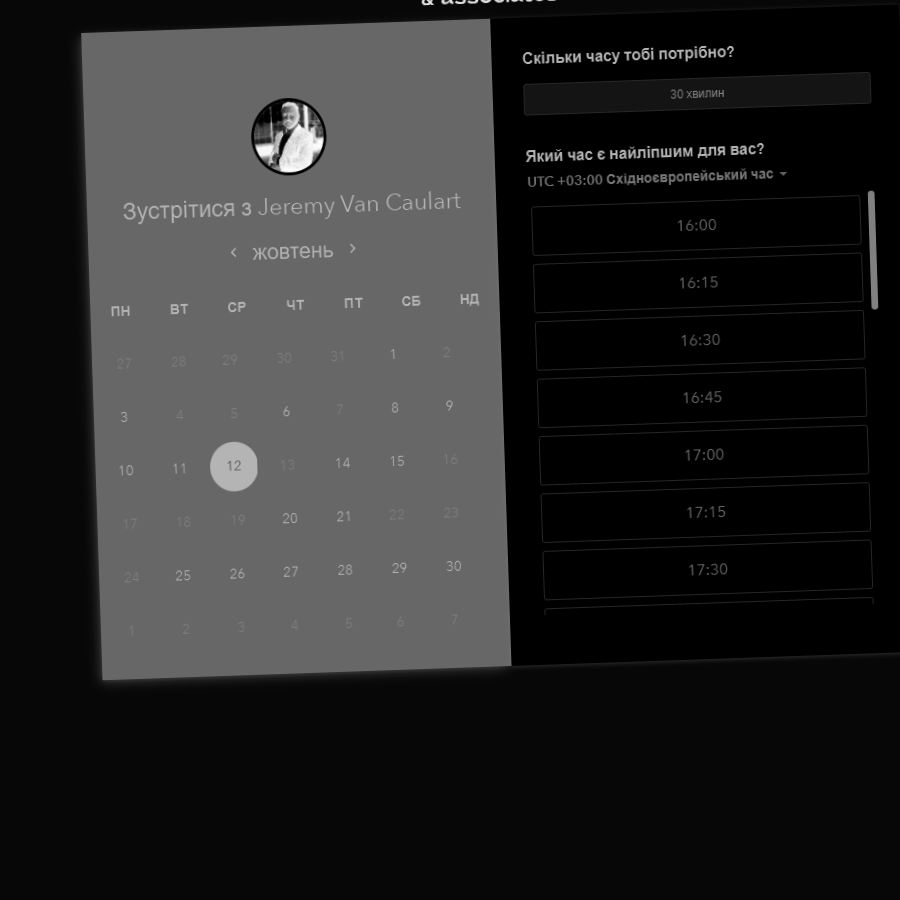 & associates
Зустрітися з Jeremy Van Caulart
жовтень
ПН ВТ СР ЧТ ПТ СБ НД
27 28 29 30 31 1 2
3 4 5 6 7 8 9
10 11 12 13 14 15 16
17 18 19 20 21 22 23
24 25 26 27 28 29 30
1 2 3 4 5 6 7
Скільки часу тобі потрібно?
30 хвилин
Який час є найліпшим для вас?
UTC +03:00 Східноєвропейський час
16:00
16:15
16:30
16:45
17:00
17:15
17:30